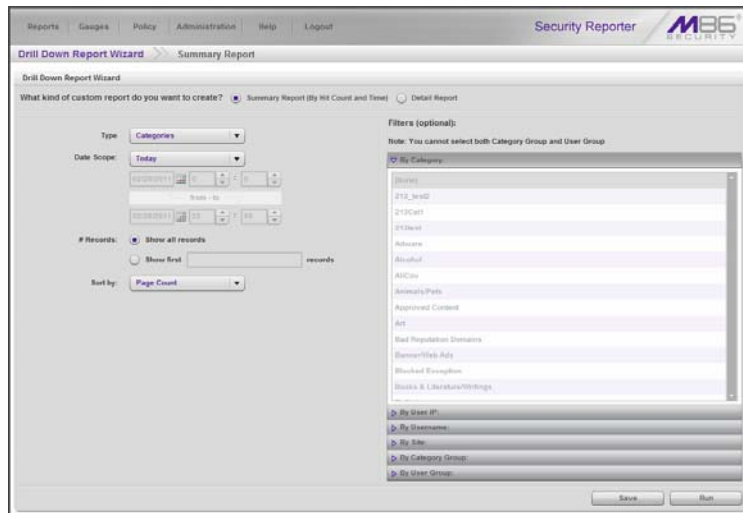 Reports Gauges Policy Administration Help Logout
Security Reporter
M86
SECURITY
Drill Down Report Wizard
Summary Report
Drill Down Report Wizard
What kind of custom report do you want to create? Summary Report (By Hit Count and Time) Detail Report
Type Categories
Date Scope: Today
from - to
# Records: Show all records
Show first records
Sort by: Page Count
Filters (optional):
Note: You cannot select both Category Group and User Group
By Category:
(None)
213_test2
213Cat1
213test
Adware
Alcohol
AllCov
Animals/Pets
Approved Content
Art
Bad Reputation Domains
Banner/Web Ads
Blocked Exception
Books & Literature/Writings
By User IP:
By Username:
By Site:
By Category Group:
By User Group:
Save Run